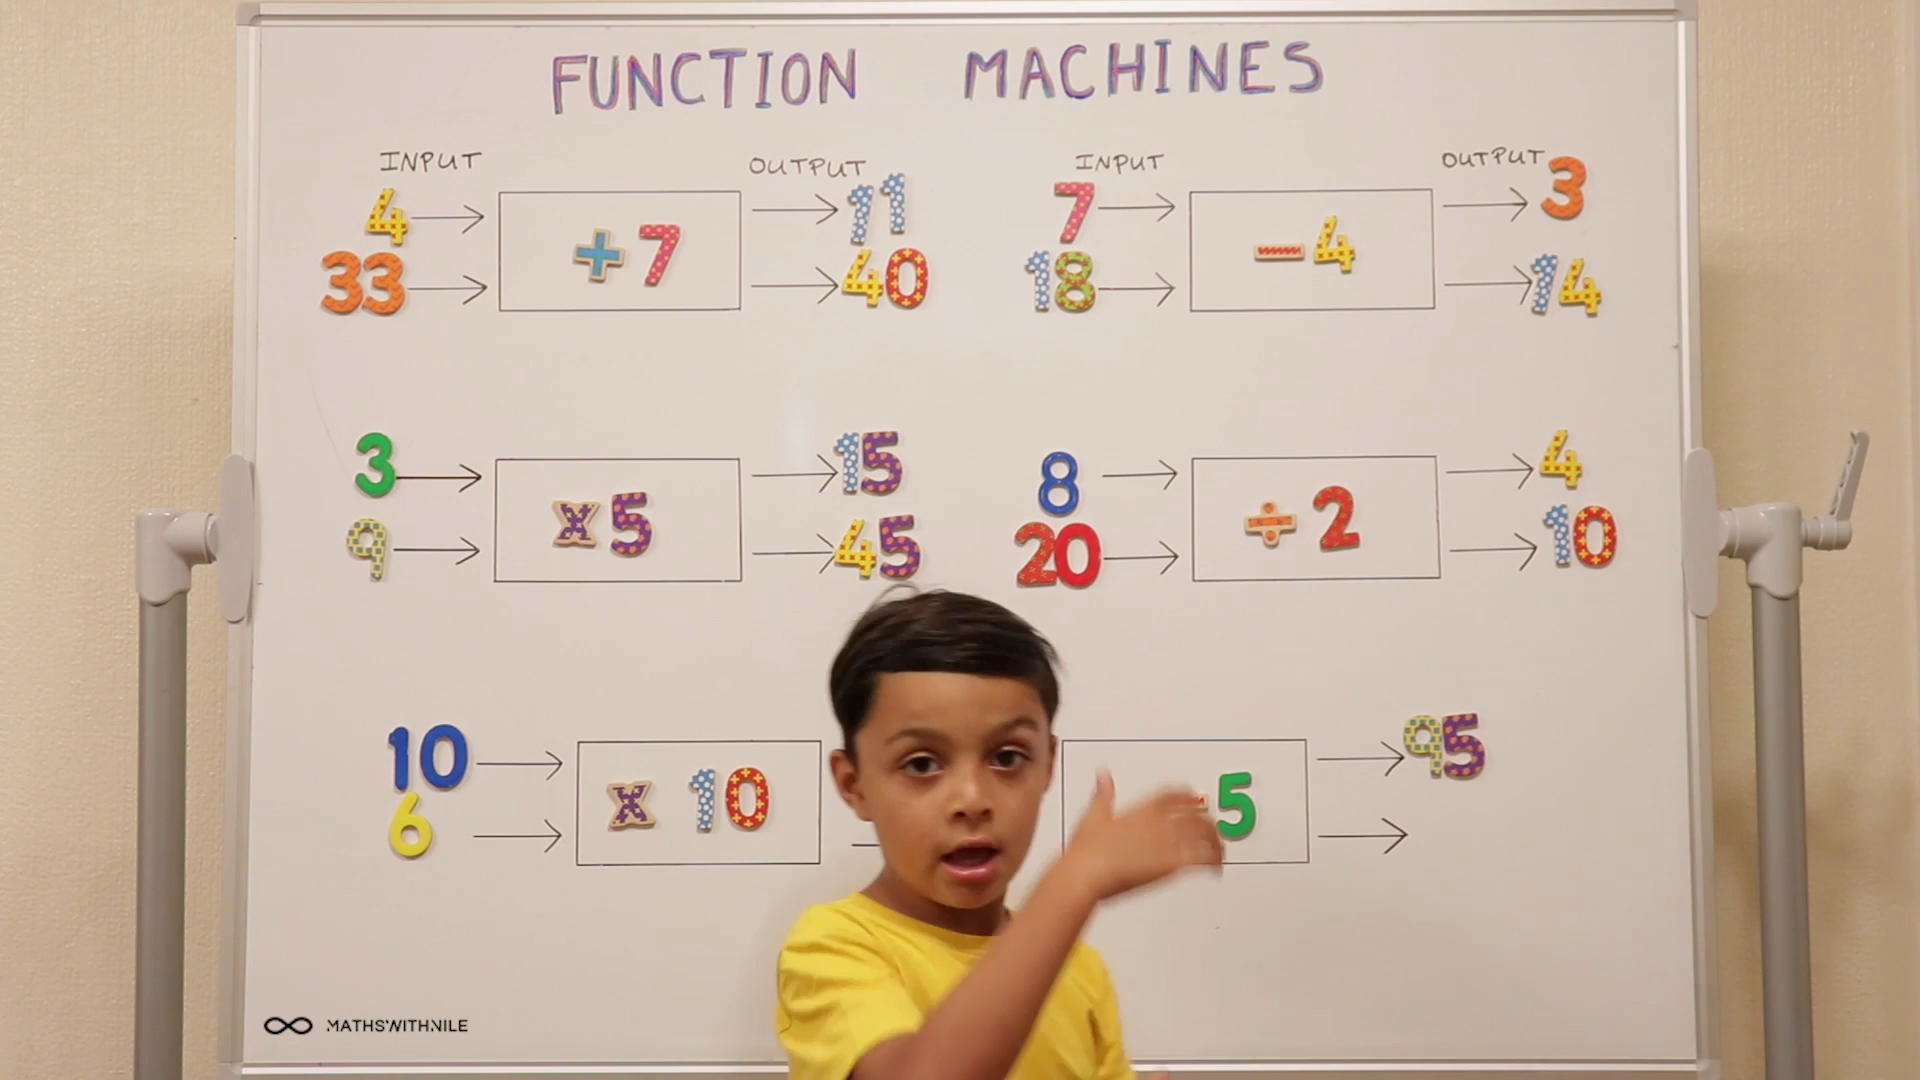 FUNCTION MACHINES
INPUT OUTPUT INPUT OUTPUT
4 11 7 3
+7 -4
33 40 18 14
3 15 8 4
x5 ÷2
9 45 20 10
10 95
x 10 -5
6
MATHSWITHNILE